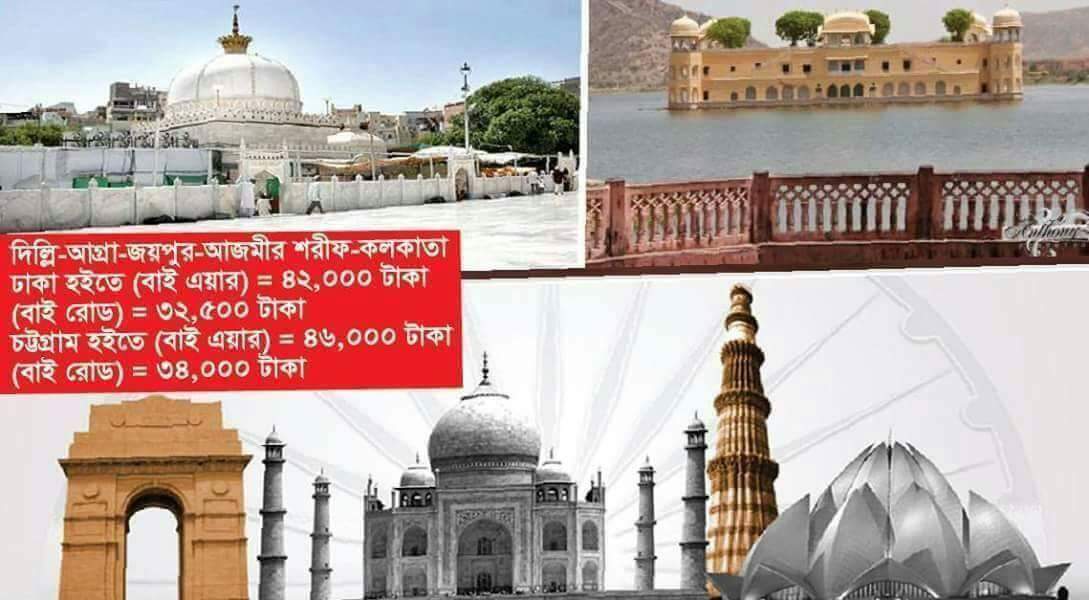 দিল্লি-আগ্রা-জয়পুর-আজমীর শরীফ-কলকাতা
ঢাকা হইতে (বাই এয়ার) = ৪২,০০০ টাকা
(বাই রোড) = ৩২,৫০০ টাকা
চট্টগ্রাম হইতে (বাই এয়ার) = ৪৬,০০০ টাকা
(বাই রোড) = ৩৪,০০০ টাকা
Anthony